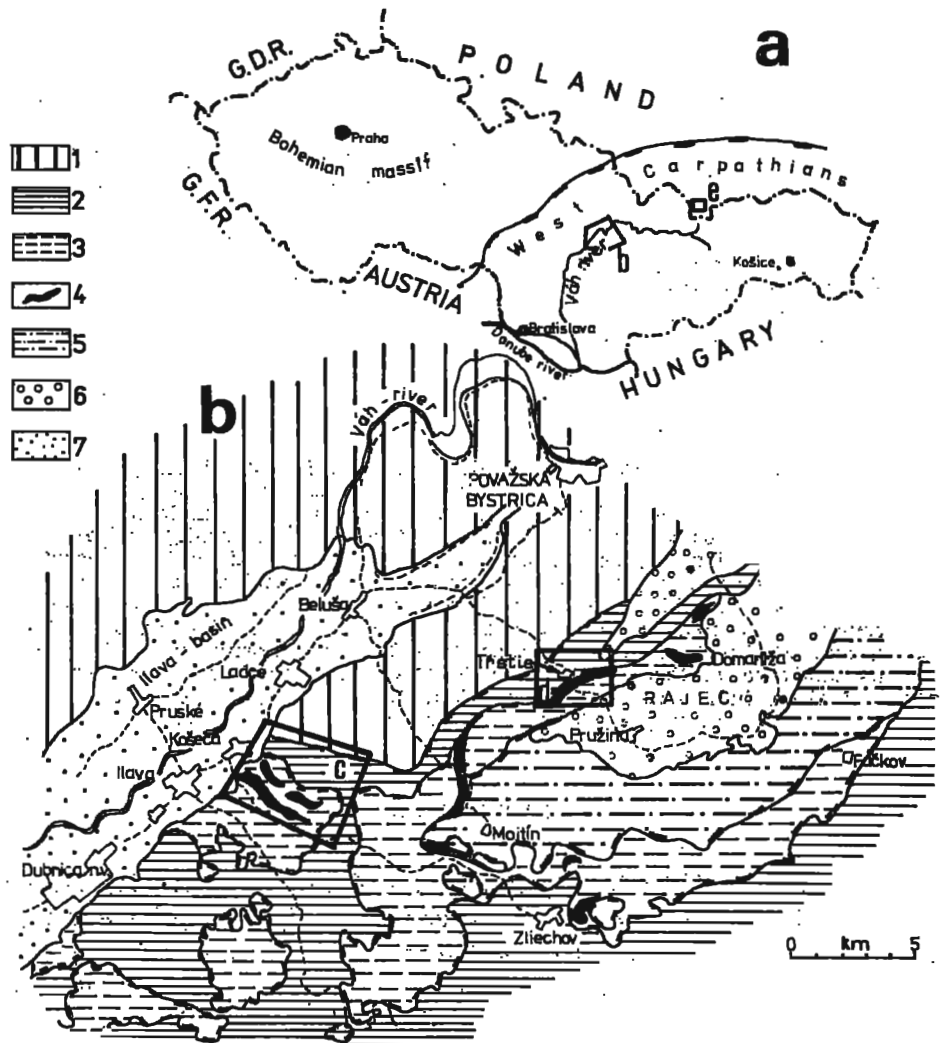 a
G.D.R.
POLAND
Praha
Bohemian massif
G.F.R.
West Carpathians
e
Váh river
b
Košice
AUSTRIA
Bratislava
Danube river
HUNGARY
1
2
3
4
5
6
7
b
Váh - river
POVAŽSKÁ
BYSTRICA
Beluša
Ilava - basin
Ladce
Pruské
Košeca
Ilava
C
Dubnica n.v.
Trstie
d
Domaniža
RAJEC
Pružina
Fačkov
Mojtín
Zliechov
0 km 5